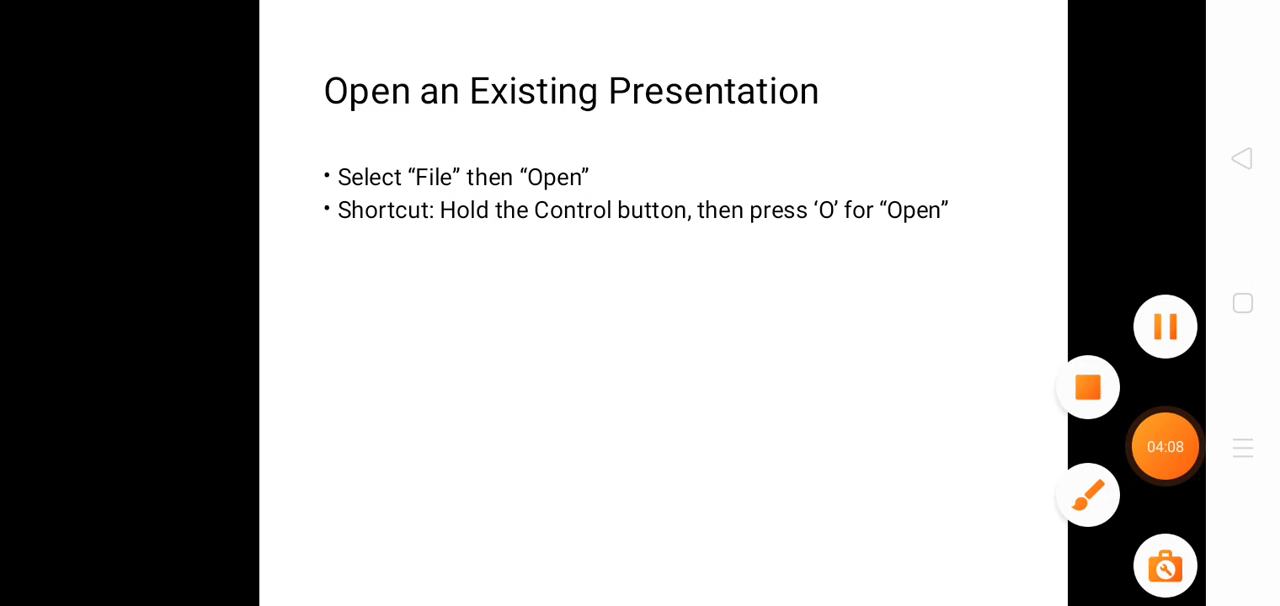 Open an Existing Presentation
• Select “File” then “Open”
• Shortcut: Hold the Control button, then press ‘O’ for “Open”
04:08